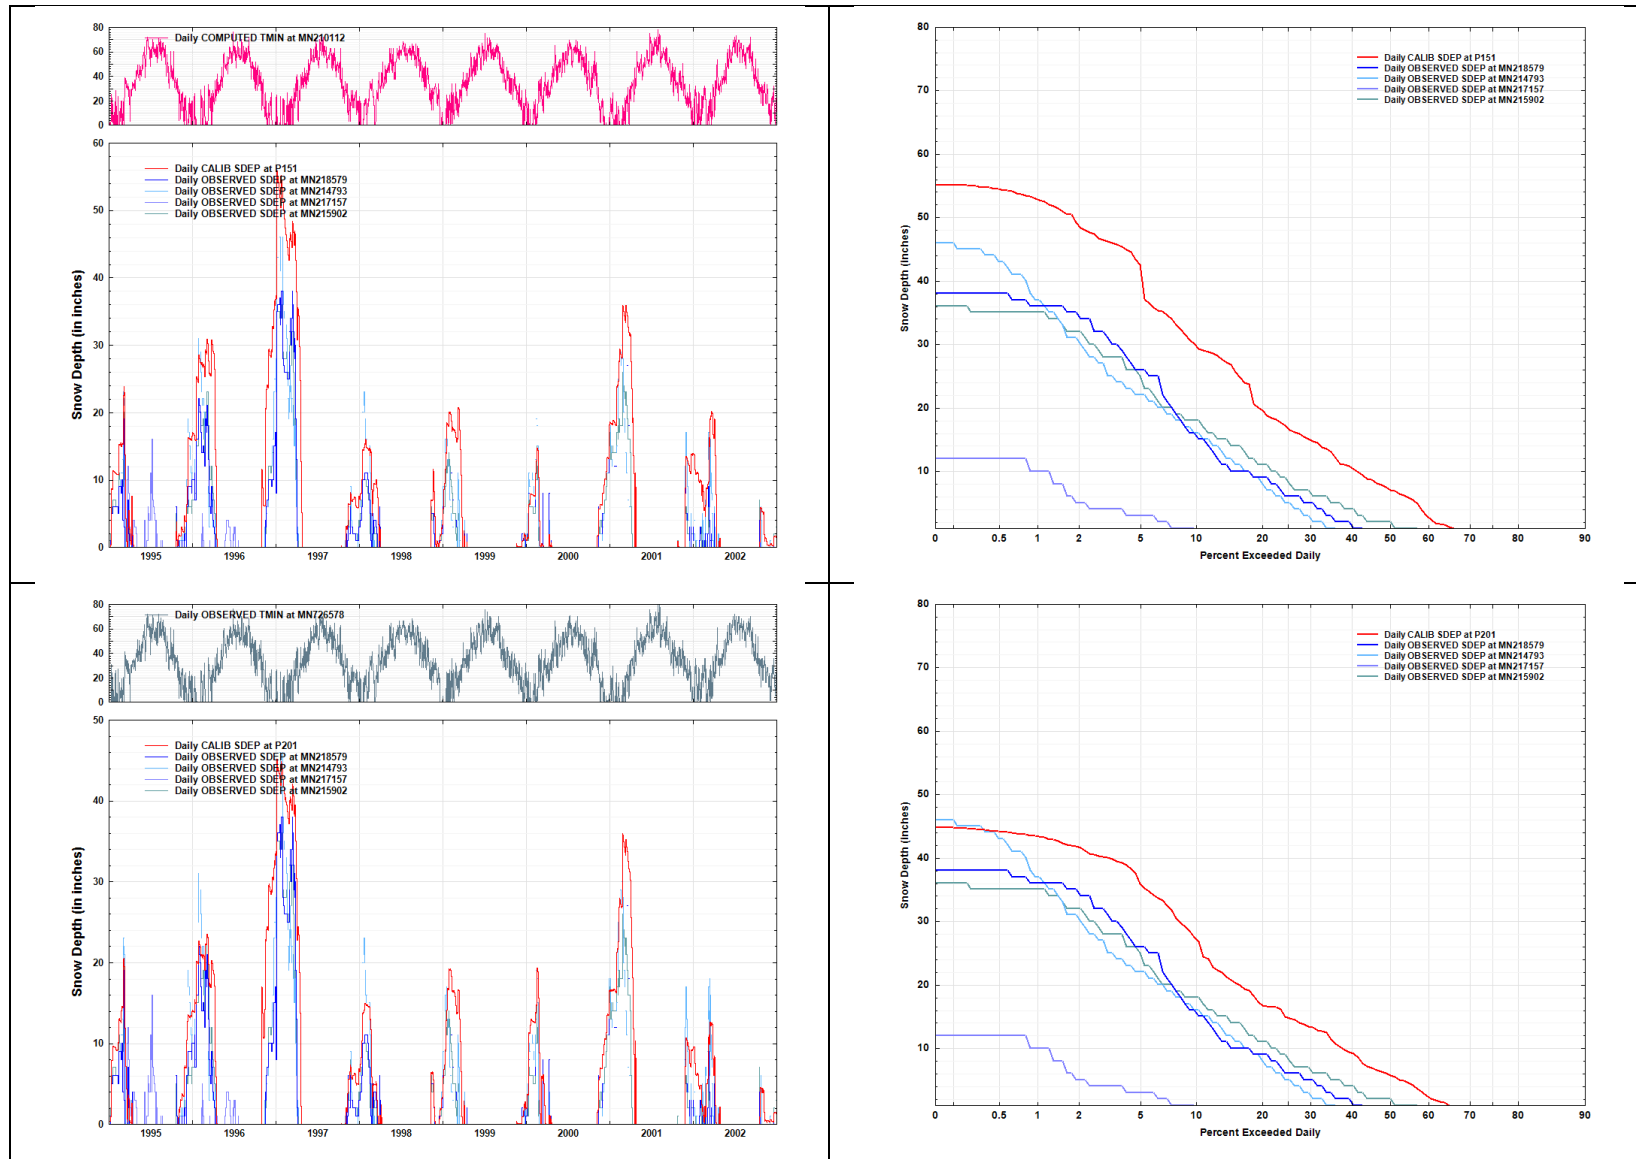 80
60
40
20
0
Daily COMPUTED TMIN at MN210112
60
50
40
30
20
10
0
Snow Depth (in inches)
Daily CALIB SDEP at P151
Daily OBSERVED SDEP at MN218579
Daily OBSERVED SDEP at MN214793
Daily OBSERVED SDEP at MN217157
Daily OBSERVED SDEP at MN215902
1995 1996 1997 1998 1999 2000 2001 2002
80
70
60
50
40
30
20
10
Snow Depth (inches)
Daily CALIB SDEP at P151
Daily OBSERVED SDEP at MN218579
Daily OBSERVED SDEP at MN214793
Daily OBSERVED SDEP at MN217157
Daily OBSERVED SDEP at MN215902
0 0.5 1 2 5 10 20 30 40 50 60 70 80 90
Percent Exceeded Daily
80
60
40
20
0
Daily OBSERVED TMIN at MN726578
50
40
30
20
10
0
Snow Depth (in inches)
Daily CALIB SDEP at P201
Daily OBSERVED SDEP at MN218579
Daily OBSERVED SDEP at MN214793
Daily OBSERVED SDEP at MN217157
Daily OBSERVED SDEP at MN215902
1995 1996 1997 1998 1999 2000 2001 2002
80
70
60
50
40
30
20
10
Snow Depth (inches)
Daily CALIB SDEP at P201
Daily OBSERVED SDEP at MN218579
Daily OBSERVED SDEP at MN214793
Daily OBSERVED SDEP at MN217157
Daily OBSERVED SDEP at MN215902
0 0.5 1 2 5 10 20 30 40 50 60 70 80 90
Percent Exceeded Daily